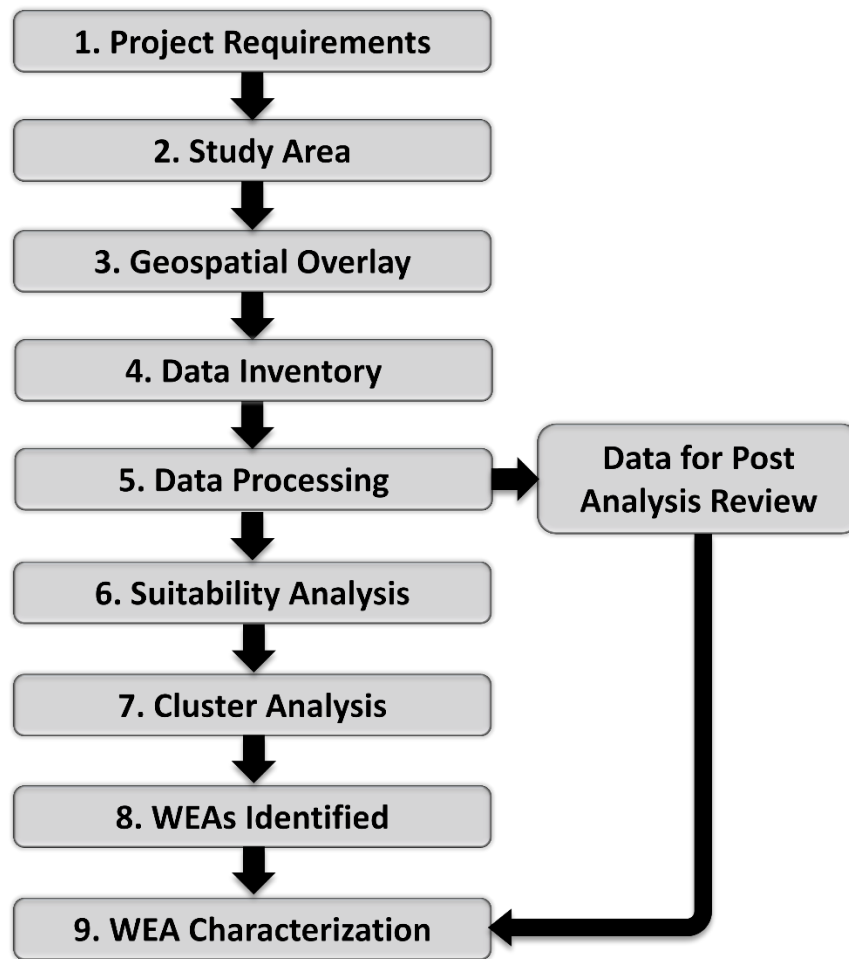 1. Project Requirements
2. Study Area
3. Geospatial Overlay
4. Data Inventory
5. Data Processing
Data for Post
Analysis Review
6. Suitability Analysis
7. Cluster Analysis
8. WEAs Identified
9. WEA Characterization